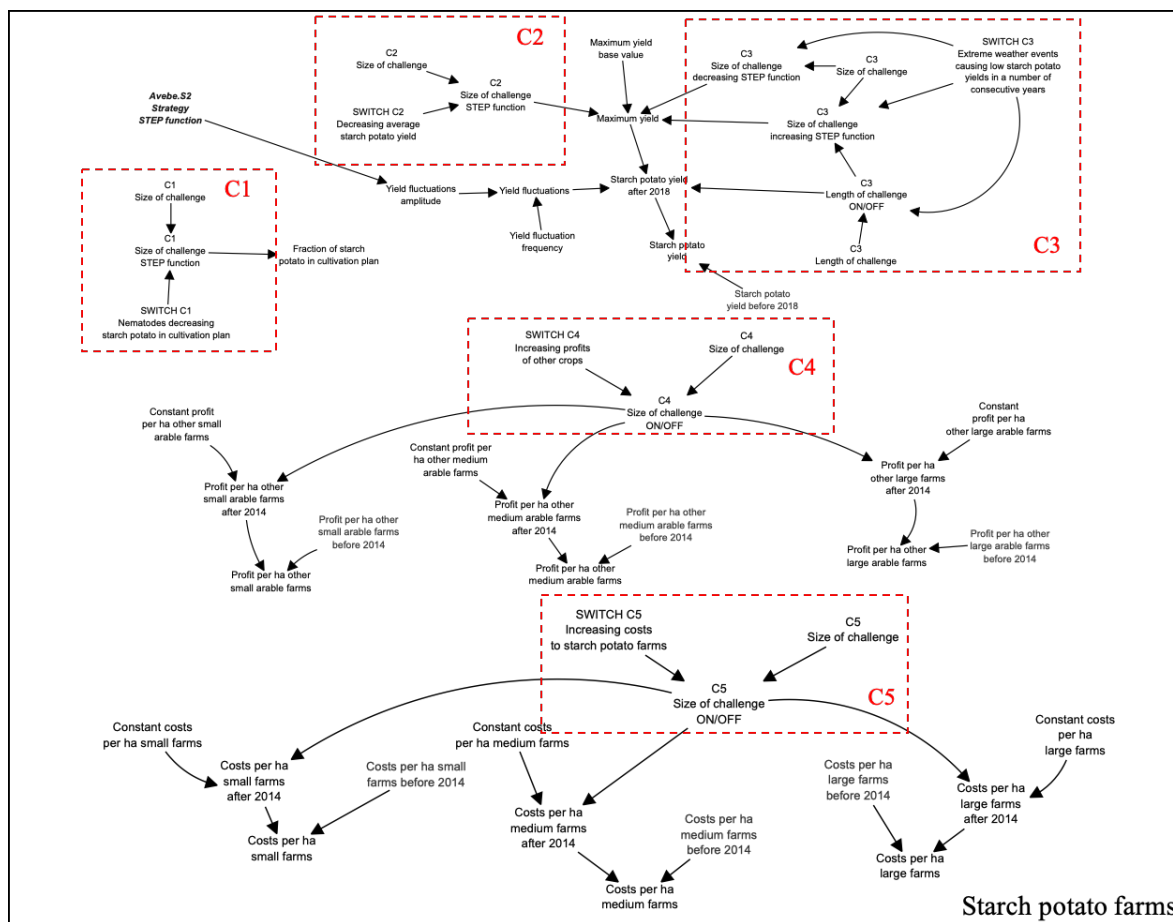 C2
C2
Size of challenge
C2
Size of challenge
STEP function
SWITCH C2
Decreasing average
starch potato yield
Maximum yield
base value
Maximum yield
C3
Size of challenge
decreasing STEP function
C3
Size of challenge
SWITCH C3
Extreme weather events
causing low starch potato
yields in a number of
consecutive years
C3
Size of challenge
increasing STEP function
C3
Length of challenge
ON/OFF
C3
Length of challenge
C3
Avebe.S2
Strategy
STEP function
C1
C1
Size of challenge
C1
Size of challenge
STEP function
SWITCH C1
Nematodes decreasing
starch potato in cultivation plan
Fraction of starch
potato in cultivation plan
Yield fluctuations
amplitude
Yield fluctuations
Yield fluctuation
frequency
Starch potato yield
after 2018
Starch potato
yield
Starch potato
yield before 2018
SWITCH C4
Increasing profits
of other crops
C4
Size of challenge
C4
C4
Size of challenge
ON/OFF
Constant profit
per ha other small
arable farms
Profit per ha other
small arable farms
after 2014
Profit per ha other
small arable farms
before 2014
Profit per ha other
small arable farms
Constant profit per
ha other medium
arable farms
Profit per ha other
medium arable farms
after 2014
Profit per ha other
medium arable farms
before 2014
Profit per ha other
medium arable farms
Constant
profit per ha
other large arable farms
Profit per ha
other large farms
after 2014
Profit per ha other
large arable farms
before 2014
Profit per ha other
large arable farms
SWITCH C5
Increasing costs
to starch potato farms
C5
Size of challenge
C5
C5
Size of challenge
ON/OFF
Constant costs
per ha small farms
Costs per ha
small farms
after 2014
Costs per ha small
farms before 2014
Costs per ha
small farms
Constant costs
per ha medium farms
Costs per ha
medium farms
after 2014
Costs per ha
medium farms
before 2014
Costs per ha
medium farms
Constant costs
per ha
large farms
Costs per ha
large farms
before 2014
Costs per ha
large farms
after 2014
Costs per ha
large farms
Starch potato farms